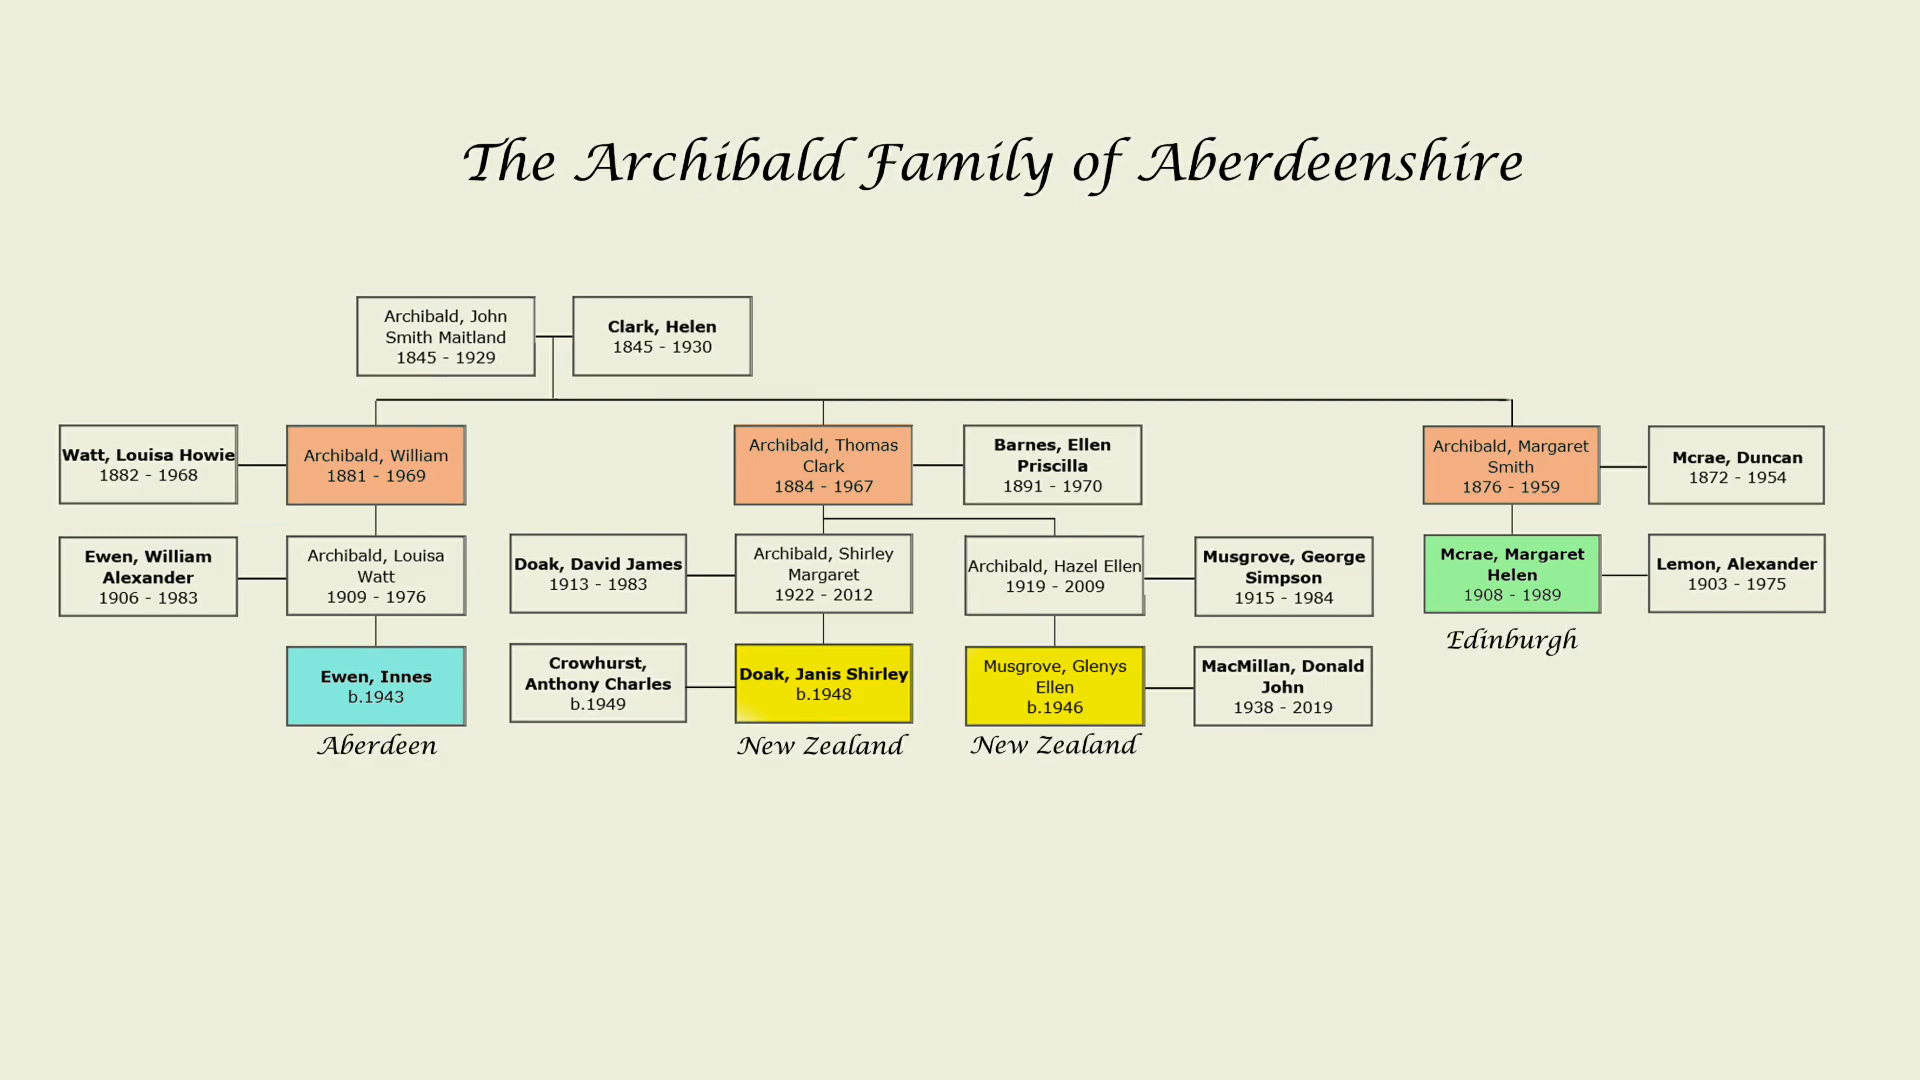 The Archibald Family of Aberdeenshire
Archibald, John
Smith Maitland
1845 - 1929
Clark, Helen
1845 - 1930
Watt, Louisa Howie
1882 - 1968
Archibald, William
1881 - 1969
Archibald, Thomas
Clark
1884 - 1967
Barnes, Ellen
Priscilla
1891 - 1970
Archibald, Margaret
Smith
1876 - 1959
Mcrae, Duncan
1872 - 1954
Ewen, William
Alexander
1906 - 1983
Archibald, Louisa
Watt
1909 - 1976
Doak, David James
1913 - 1983
Archibald, Shirley
Margaret
1922 - 2012
Archibald, Hazel Ellen
1919 - 2009
Musgrove, George
Simpson
1915 - 1984
Mcrae, Margaret
Helen
1908 - 1989
Lemon, Alexander
1903 - 1975
Edinburgh
Ewen, Innes
b.1943
Crowhurst,
Anthony Charles
b.1949
Doak, Janis Shirley
b.1948
Musgrove, Glenys
Ellen
b.1946
MacMillan, Donald
John
1938 - 2019
Aberdeen
New Zealand
New Zealand